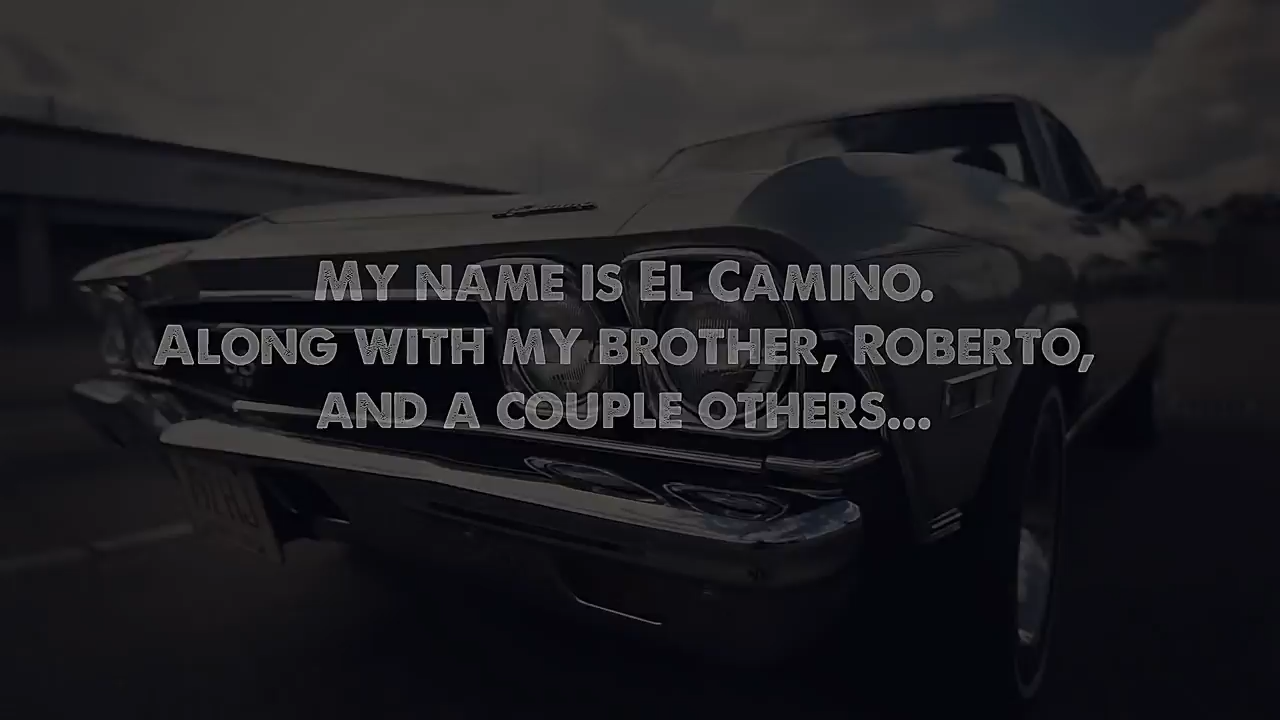 My name is El Camino.
Along with my brother, Roberto,
and a couple others...